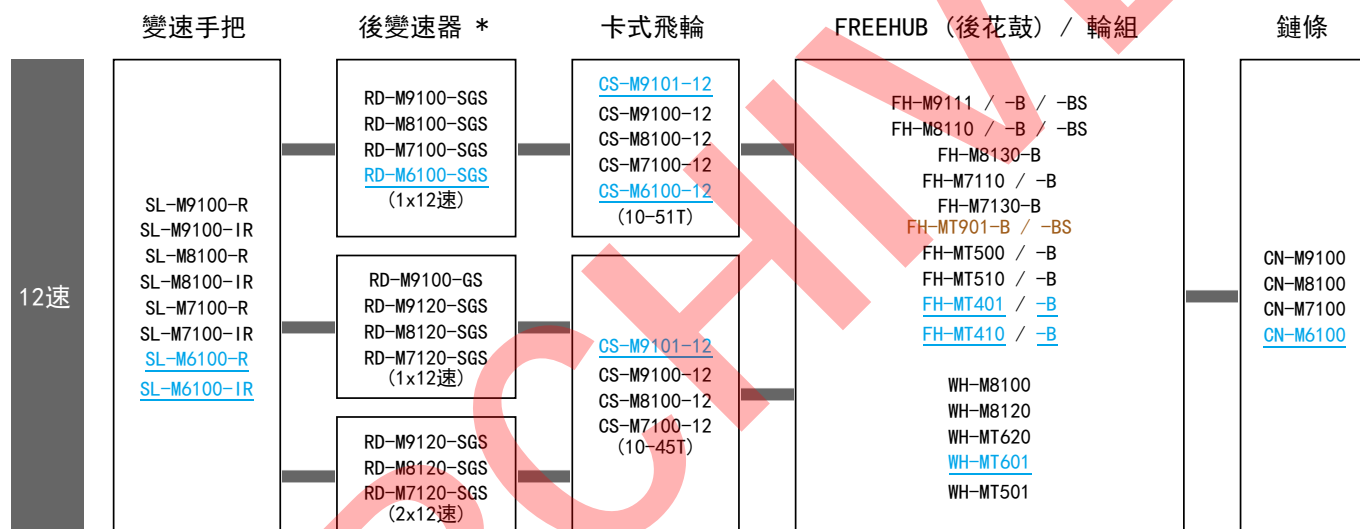 變速手把
後變速器 *
卡式飛輪
FREEHUB (後花鼓) / 輪組
鏈條
12速
SL-M9100-R
SL-M9100-IR
SL-M8100-R
SL-M8100-IR
SL-M7100-R
SL-M7100-IR
SL-M6100-R
SL-M6100-IR
RD-M9100-SGS
RD-M8100-SGS
RD-M7100-SGS
RD-M6100-SGS
(1x12速)
RD-M9100-GS
RD-M9120-SGS
RD-M8120-SGS
RD-M7120-SGS
(1x12速)
RD-M9120-SGS
RD-M8120-SGS
RD-M7120-SGS
(2x12速)
CS-M9101-12
CS-M9100-12
CS-M8100-12
CS-M7100-12
CS-M6100-12
(10-51T)
CS-M9101-12
CS-M9100-12
CS-M8100-12
CS-M7100-12
(10-45T)
FH-M9111 / -B / -BS
FH-M8110 / -B / -BS
FH-M8130-B
FH-M7110 / -B
FH-M7130-B
FH-MT901-B / -BS
FH-MT500 / -B
FH-MT510 / -B
FH-MT401 / -B
FH-MT410 / -B
WH-M8100
WH-M8120
WH-MT620
WH-MT601
WH-MT501
CN-M9100
CN-M8100
CN-M7100
CN-M6100